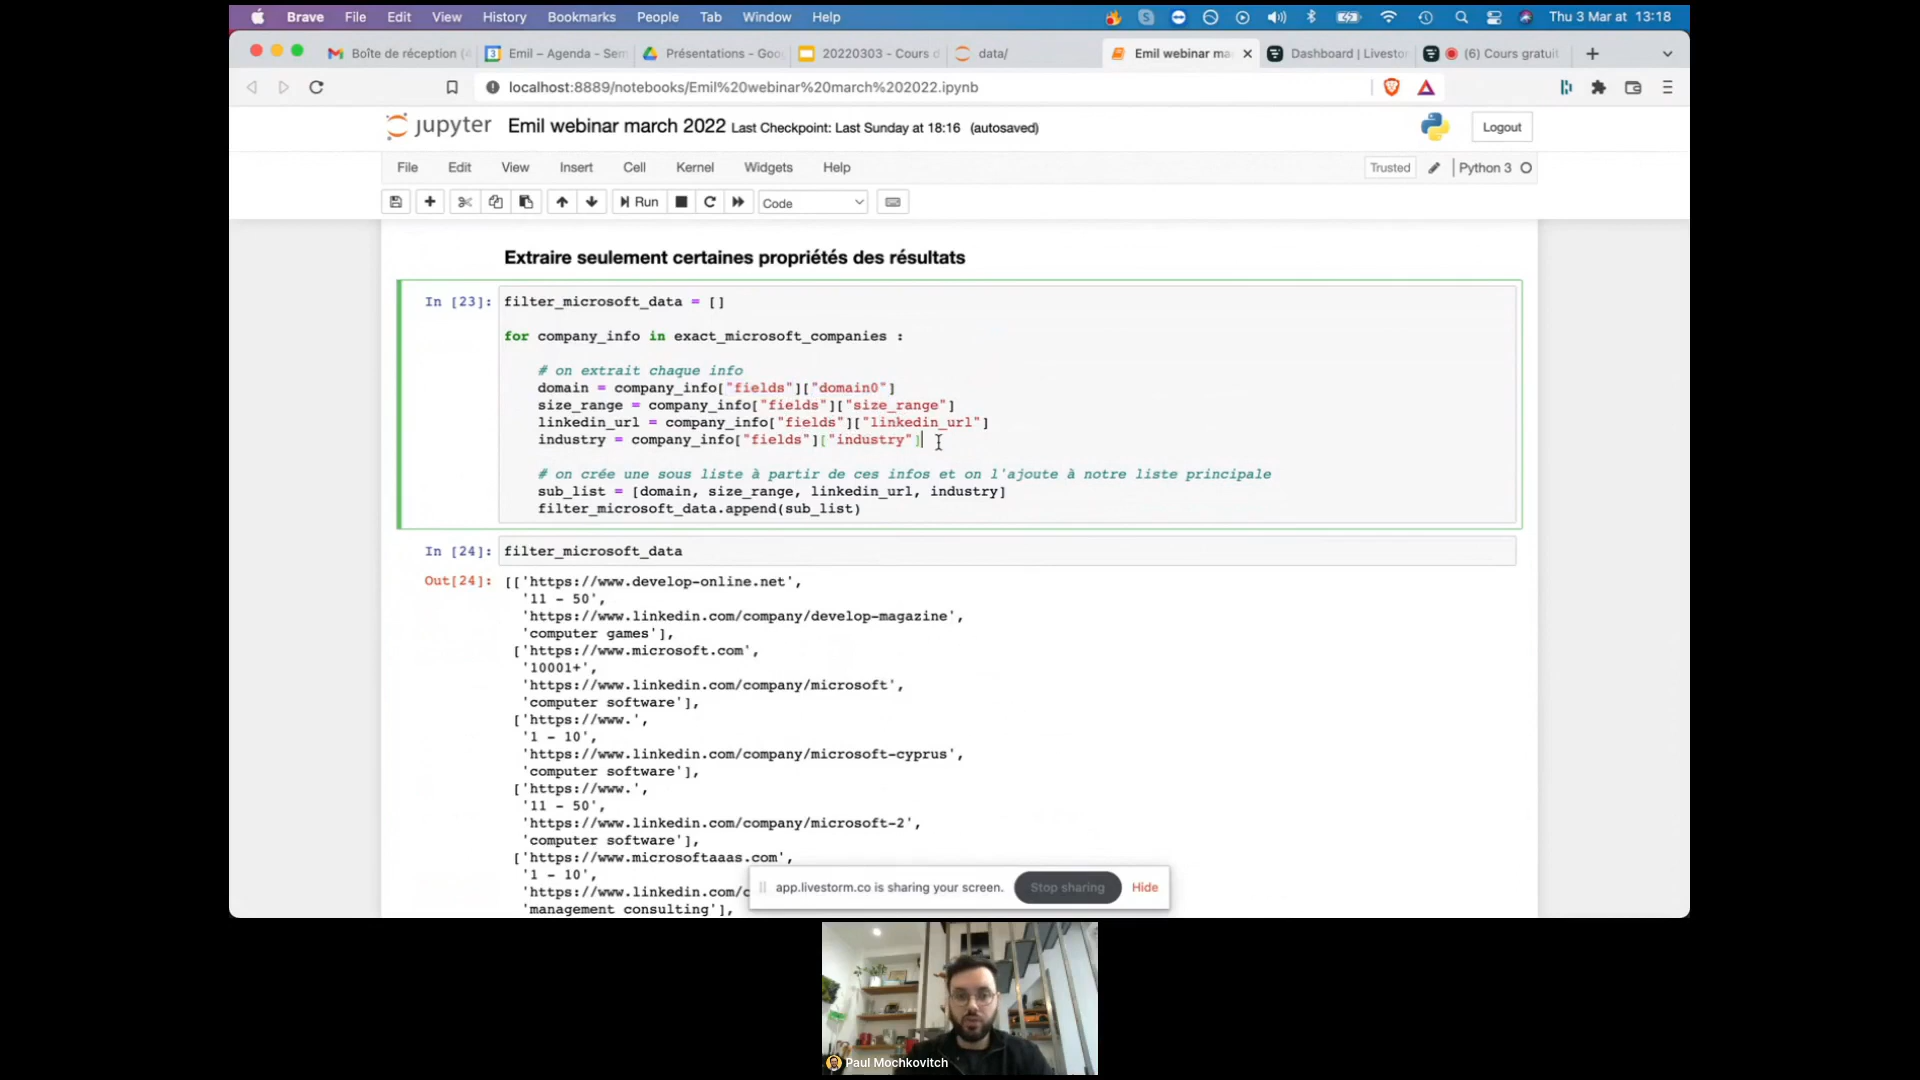 Brave File Edit View History Bookmarks People Tab Window Help Thu 3 Mar at 13:18
Boîte de réception (4 Emil – Agenda - Sem Présentations - Goo 20220303 - Cours d data/ Emil webinar ma Dashboard | Livestor (6) Cours gratuit
localhost:8889/notebooks/Emil%20webinar%20march%202022.ipynb
jupyter Emil webinar march 2022 Last Checkpoint: Last Sunday at 18:16 (autosaved) Logout
File Edit View Insert Cell Kernel Widgets Help Trusted Python 3
Run Code
Extraire seulement certaines propriétés des résultats
In [23]: filter_microsoft_data = []
for company_info in exact_microsoft_companies :
# on extrait chaque info
domain = company_info["fields"]["domain0"]
size_range = company_info["fields"]["size_range"]
linkedin_url = company_info["fields"]["linkedin_url"]
industry = company_info["fields"]["industry"]
# on crée une sous liste à partir de ces infos et on l'ajoute à notre liste principale
sub_list = [domain, size_range, linkedin_url, industry]
filter_microsoft_data.append(sub_list)
In [24]: filter_microsoft_data
Out[24]: [['https://www.develop-online.net',
'11 - 50',
'https://www.linkedin.com/company/develop-magazine',
'computer games'],
['https://www.microsoft.com',
'10001+',
'https://www.linkedin.com/company/microsoft',
'computer software'],
['https://www.',
'1 - 10',
'https://www.linkedin.com/company/microsoft-cyprus',
'computer software'],
['https://www.',
'11 - 50',
'https://www.linkedin.com/company/microsoft-2',
'computer software'],
['https://www.microsoftaaas.com',
'1 - 10',
'https://www.linkedin.com/c
'management consulting'],
app.livestorm.co is sharing your screen. Stop sharing Hide
Paul Mochkovitch